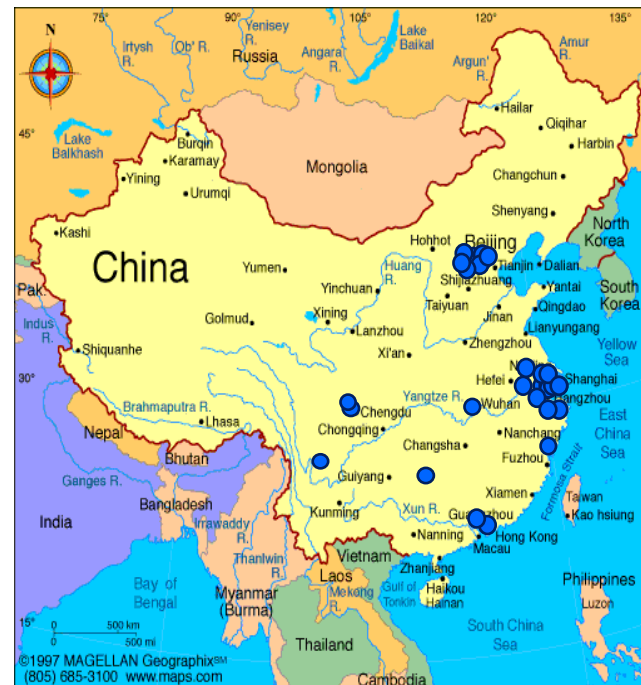 75°
90°
105°
120°
135°
N
Irtysh
R.
Ob' R.
Yenisey
R.
Angara
R.
Lake
Baikal
Argun'
R.
Amur
R.
Russia
45°
Lake
Balkhash
Burqin
Karamay
Yining
Urumqi
Kashi
Mongolia
Hailar
Qiqihar
Harbin
Changchun
Shenyang
North
Korea
South
Korea
Hohhot
Beijing
Tianjin
Dalian
China
Yumen
Huang
R.
Shijiazhuang
Yantai
Pak.
Yinchuan
Taiyuan
Qingdao
Golmud
Xining
Jinan
Lianyungang
Indus
R.
Lanzhou
Zhengzhou
Yellow
Sea
Shiquanhe
Xi'an
30°
Hefei
Shanghai
Brahmaputra R.
Chengdu
Yangtze R.
Wuhan
East
China
Sea
Lhasa
Chongqing
Nepal
Changsha
Nanchang
Bhutan
Fuzhou
Ganges R.
Guiyang
Formosa Strait
Bangladesh
Kunming
Xun R.
Xiamen
Taiwan
India
Irrawaddy
R.
Nanning
Hong Kong
Kao hsiung
Macau
Thanlwin
R.
Vietnam
Zhanjiang
Laos
Gulf of
Tonkin
Haikou
Hainan
Bay of
Bengal
Myanmar
(Burma)
Mekong
R.
Philippines
Luzon
15°
0 500 km
0 500 mi
South China
Sea
Thailand
©1997 MAGELLAN Geographix℠
(805) 685-3100 www.maps.com
Cambodia